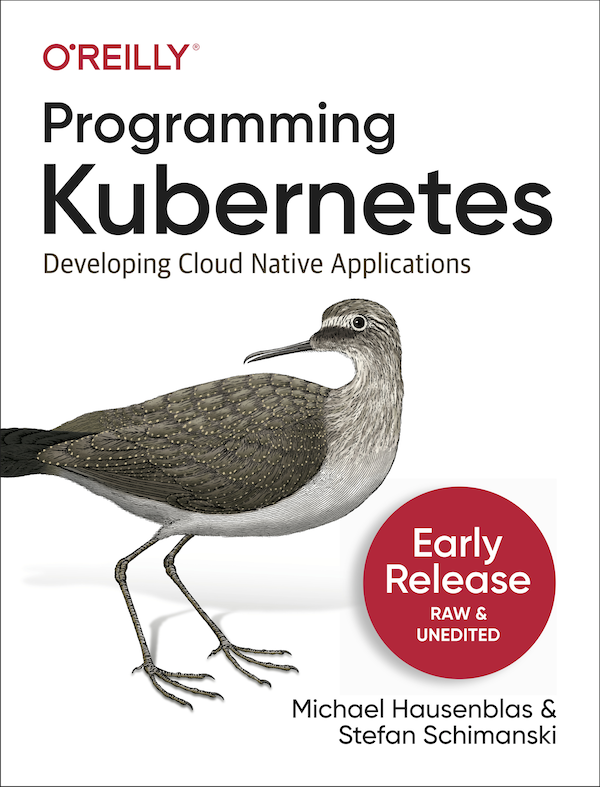 O'REILLY®
Programming
Kubernetes
Developing Cloud Native Applications
Early
Release
RAW &
UNEDITED
Michael Hausenblas &
Stefan Schimanski